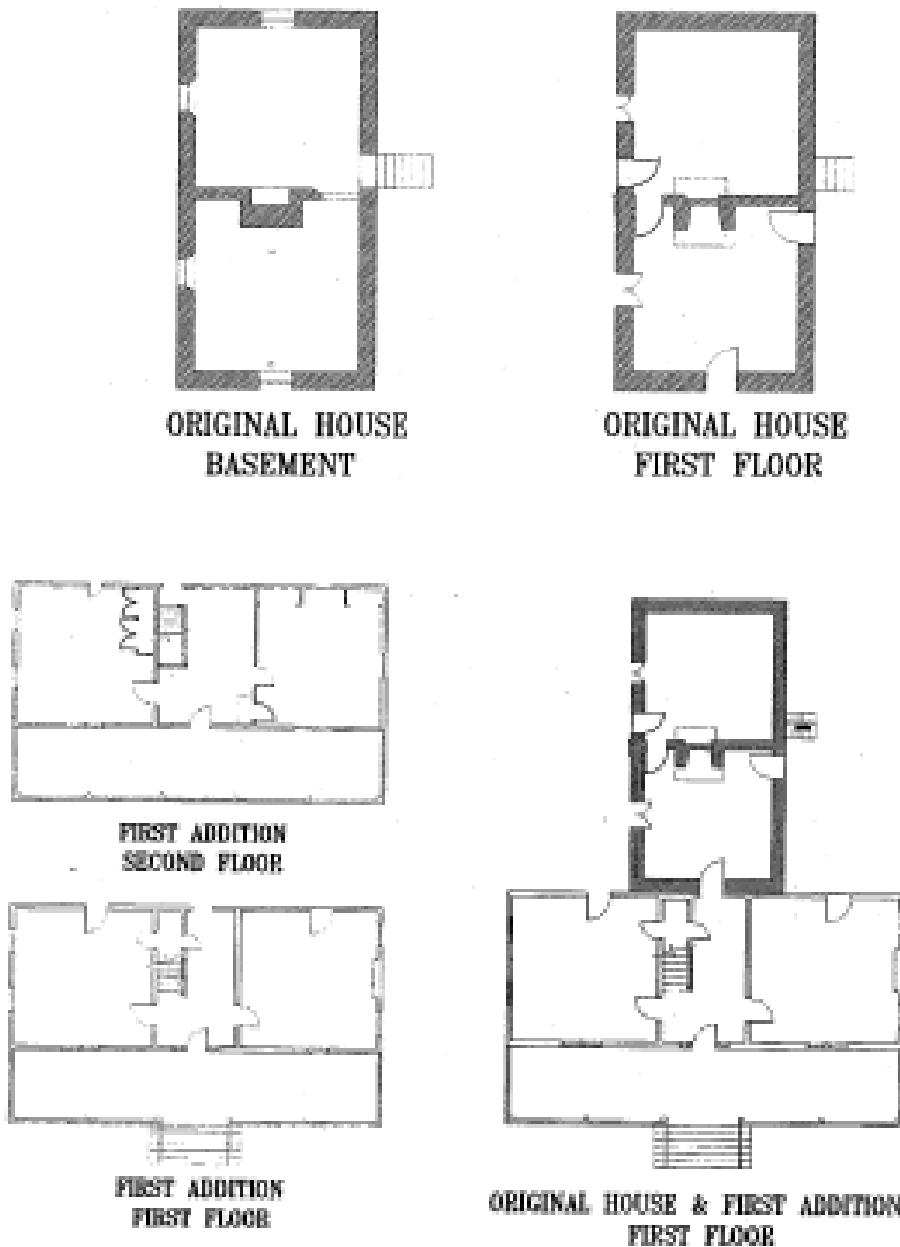 ORIGINAL HOUSE
BASEMENT
ORIGINAL HOUSE
FIRST FLOOR
FIRST ADDITION
SECOND FLOOR
FIRST ADDITION
FIRST FLOOR
ORIGINAL HOUSE & FIRST ADDITION
FIRST FLOOR